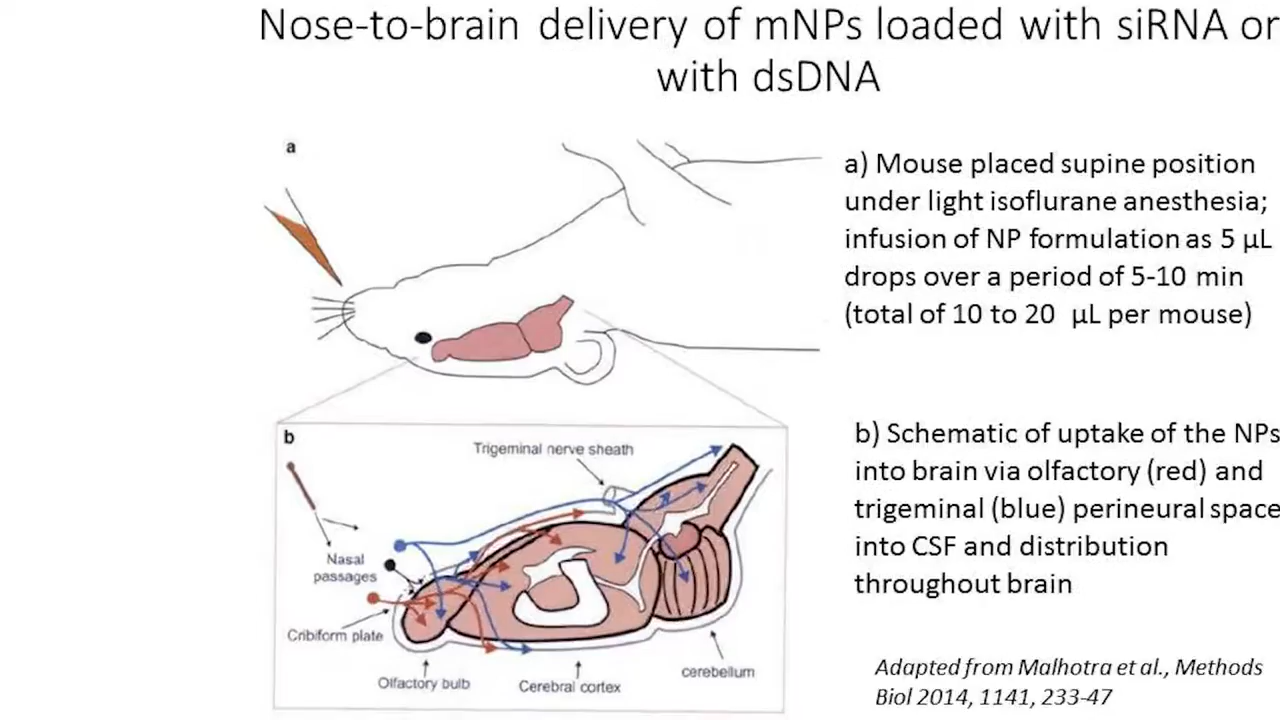 Nose-to-brain delivery of mNPs loaded with siRNA or
with dsDNA
a
a) Mouse placed supine position
under light isoflurane anesthesia;
infusion of NP formulation as 5 µL
drops over a period of 5-10 min
(total of 10 to 20 µL per mouse)
b
Trigeminal nerve sheath
Nasal
passages
Cribiform plate
Olfactory bulb
Cerebral cortex
cerebellum
b) Schematic of uptake of the NPs
into brain via olfactory (red) and
trigeminal (blue) perineural space
into CSF and distribution
throughout brain
Adapted from Malhotra et al., Methods
Biol 2014, 1141, 233-47